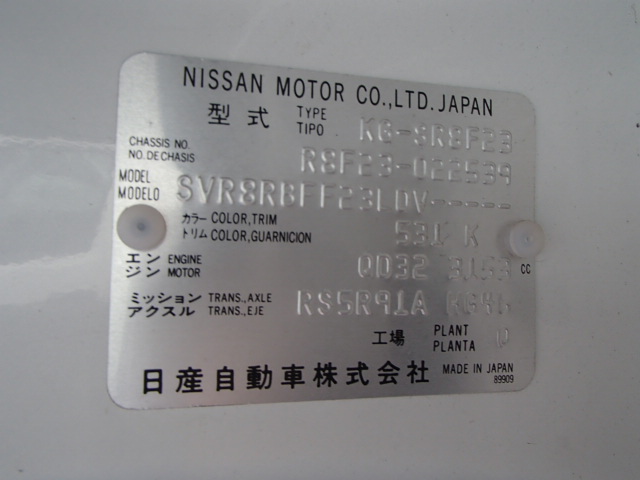 NISSAN MOTOR CO.,LTD. JAPAN
型式 TYPE TIPO KG-SR8F23
CHASSIS NO. NO. DE CHASIS R8F23-022539
MODEL MODELO SVR8RBFF23LDV-----
カラー COLOR, TRIM
トリム COLOR, GUARNICION 531 K
エンジン ENGINE MOTOR QD32 3153 CC
ミッション TRANS., AXLE
アクスル TRANS., EJE RS5R91A
工場 PLANT PLANTA
日産自動車株式会社 MADE IN JAPAN
89909